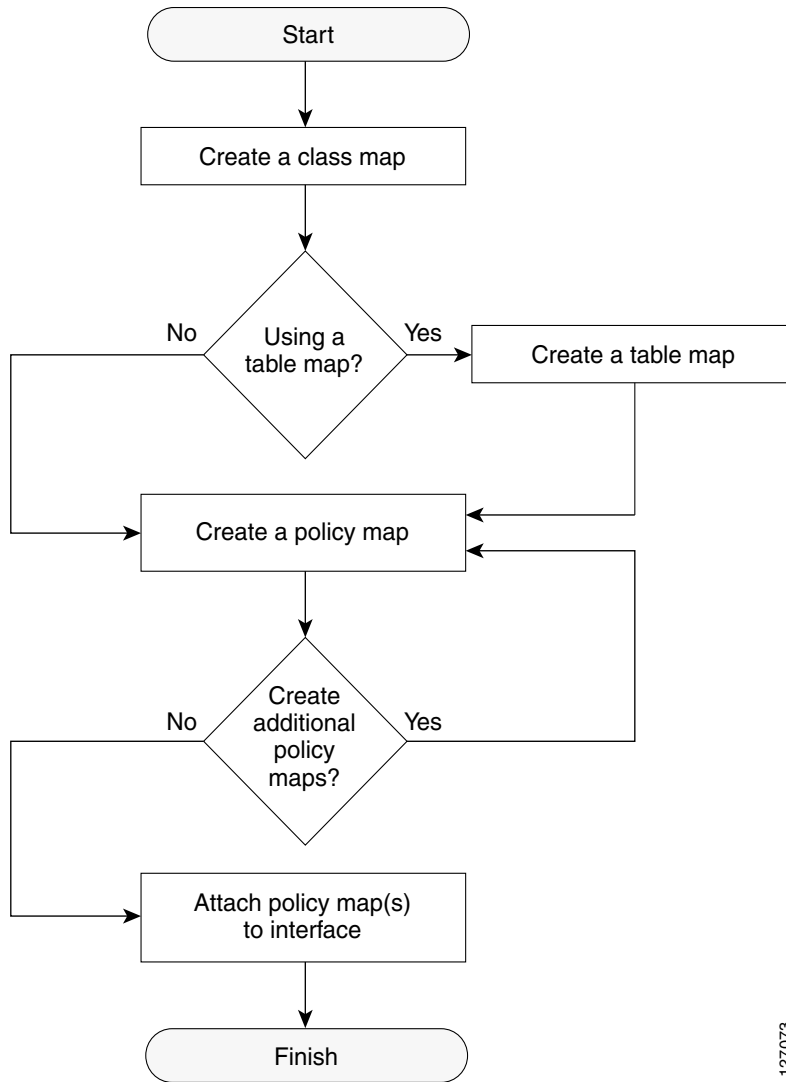 Start
Create a class map
No
Using a
table map?
Yes
Create a table map
Create a policy map
No
Create
additional
policy
maps?
Yes
Attach policy map(s)
to interface
Finish
127073